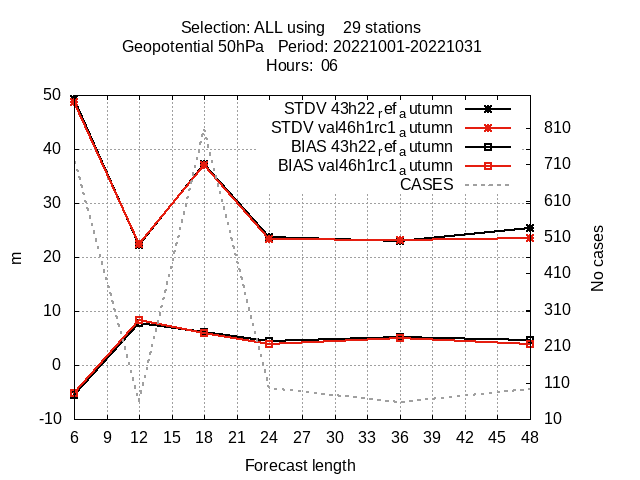 Selection: ALL using 29 stations
Geopotential 50hPa Period: 20221001-20221031
Hours: 06
STDV 43h22_ref_autumn
STDV val46h1rc1_autumn
BIAS 43h22_ref_autumn
BIAS val46h1rc1_autumn
CASES
50
40
30
20
10
0
-10
m
810
710
610
510
410
310
210
110
10
No cases
6 9 12 15 18 21 24 27 30 33 36 39 42 45 48
Forecast length